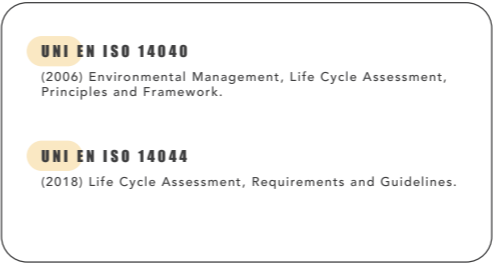 UNI EN ISO 14040
(2006) Environmental Management, Life Cycle Assessment,
Principles and Framework.
UNI EN ISO 14044
(2018) Life Cycle Assessment, Requirements and Guidelines.